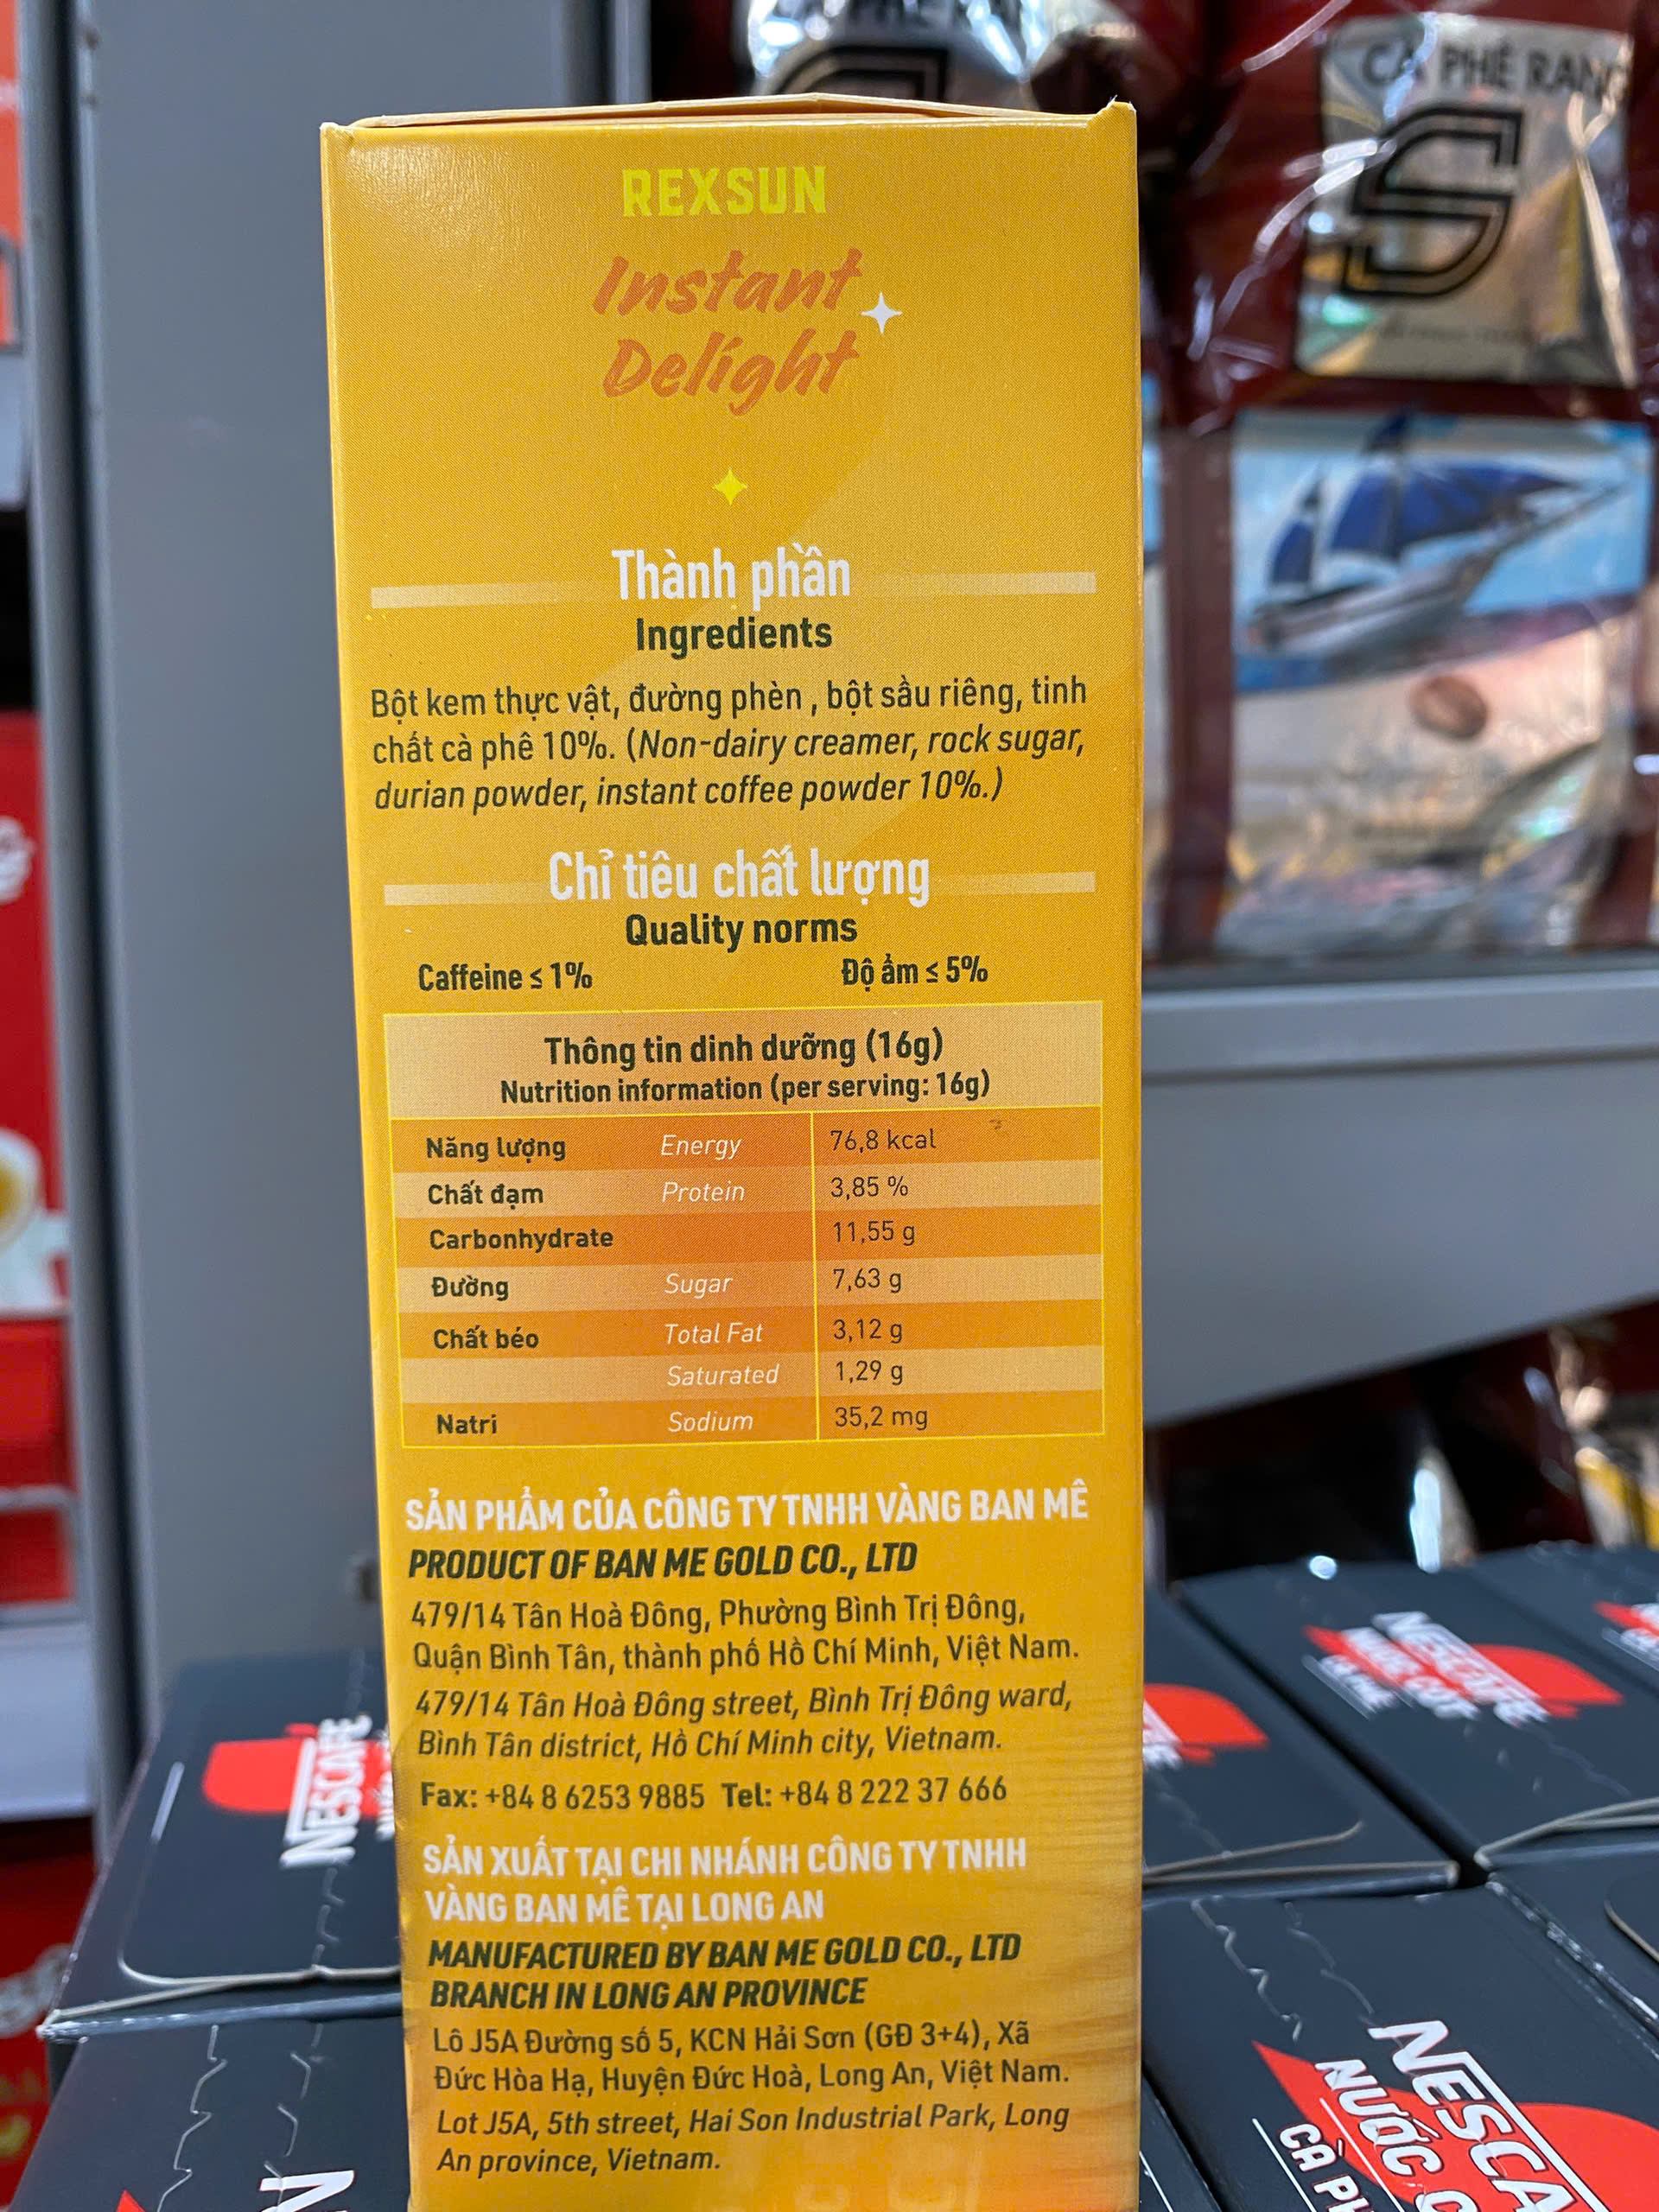 REXSUN
Instant
Delight
Thành phần
Ingredients
Bột kem thực vật, đường phèn , bột sầu riêng, tinh
chất cà phê 10%. (Non-dairy creamer, rock sugar,
durian powder, instant coffee powder 10%.)
Chỉ tiêu chất lượng
Quality norms
Caffeine ≤ 1% Độ ẩm ≤ 5%
Thông tin dinh dưỡng (16g)
Nutrition information (per serving: 16g)
Năng lượng Energy 76,8 kcal
Chất đạm Protein 3,85 %
Carbonhydrate 11,55 g
Đường Sugar 7,63 g
Chất béo Total Fat 3,12 g
Saturated 1,29 g
Natri Sodium 35,2 mg
SẢN PHẨM CỦA CÔNG TY TNHH VÀNG BAN MÊ
PRODUCT OF BAN ME GOLD CO., LTD
479/14 Tân Hoà Đông, Phường Bình Trị Đông,
Quận Bình Tân, thành phố Hồ Chí Minh, Việt Nam.
479/14 Tân Hoà Đông street, Bình Trị Đông ward,
Bình Tân district, Hồ Chí Minh city, Vietnam.
Fax: +84 8 6253 9885 Tel: +84 8 222 37 666
SẢN XUẤT TẠI CHI NHÁNH CÔNG TY TNHH
VÀNG BAN MÊ TẠI LONG AN
MANUFACTURED BY BAN ME GOLD CO., LTD
BRANCH IN LONG AN PROVINCE
Lô J5A Đường số 5, KCN Hải Sơn (GĐ 3+4), Xã
Đức Hòa Hạ, Huyện Đức Hoà, Long An, Việt Nam.
Lot J5A, 5th street, Hai Son Industrial Park, Long
An province, Vietnam.
CÀ PHÊ RANG
S
NESCAFÉ
NESCAFÉ
NƯỚC CỐT
CÀ PHÊ
NESCA
NƯỚC C
CÀ PH